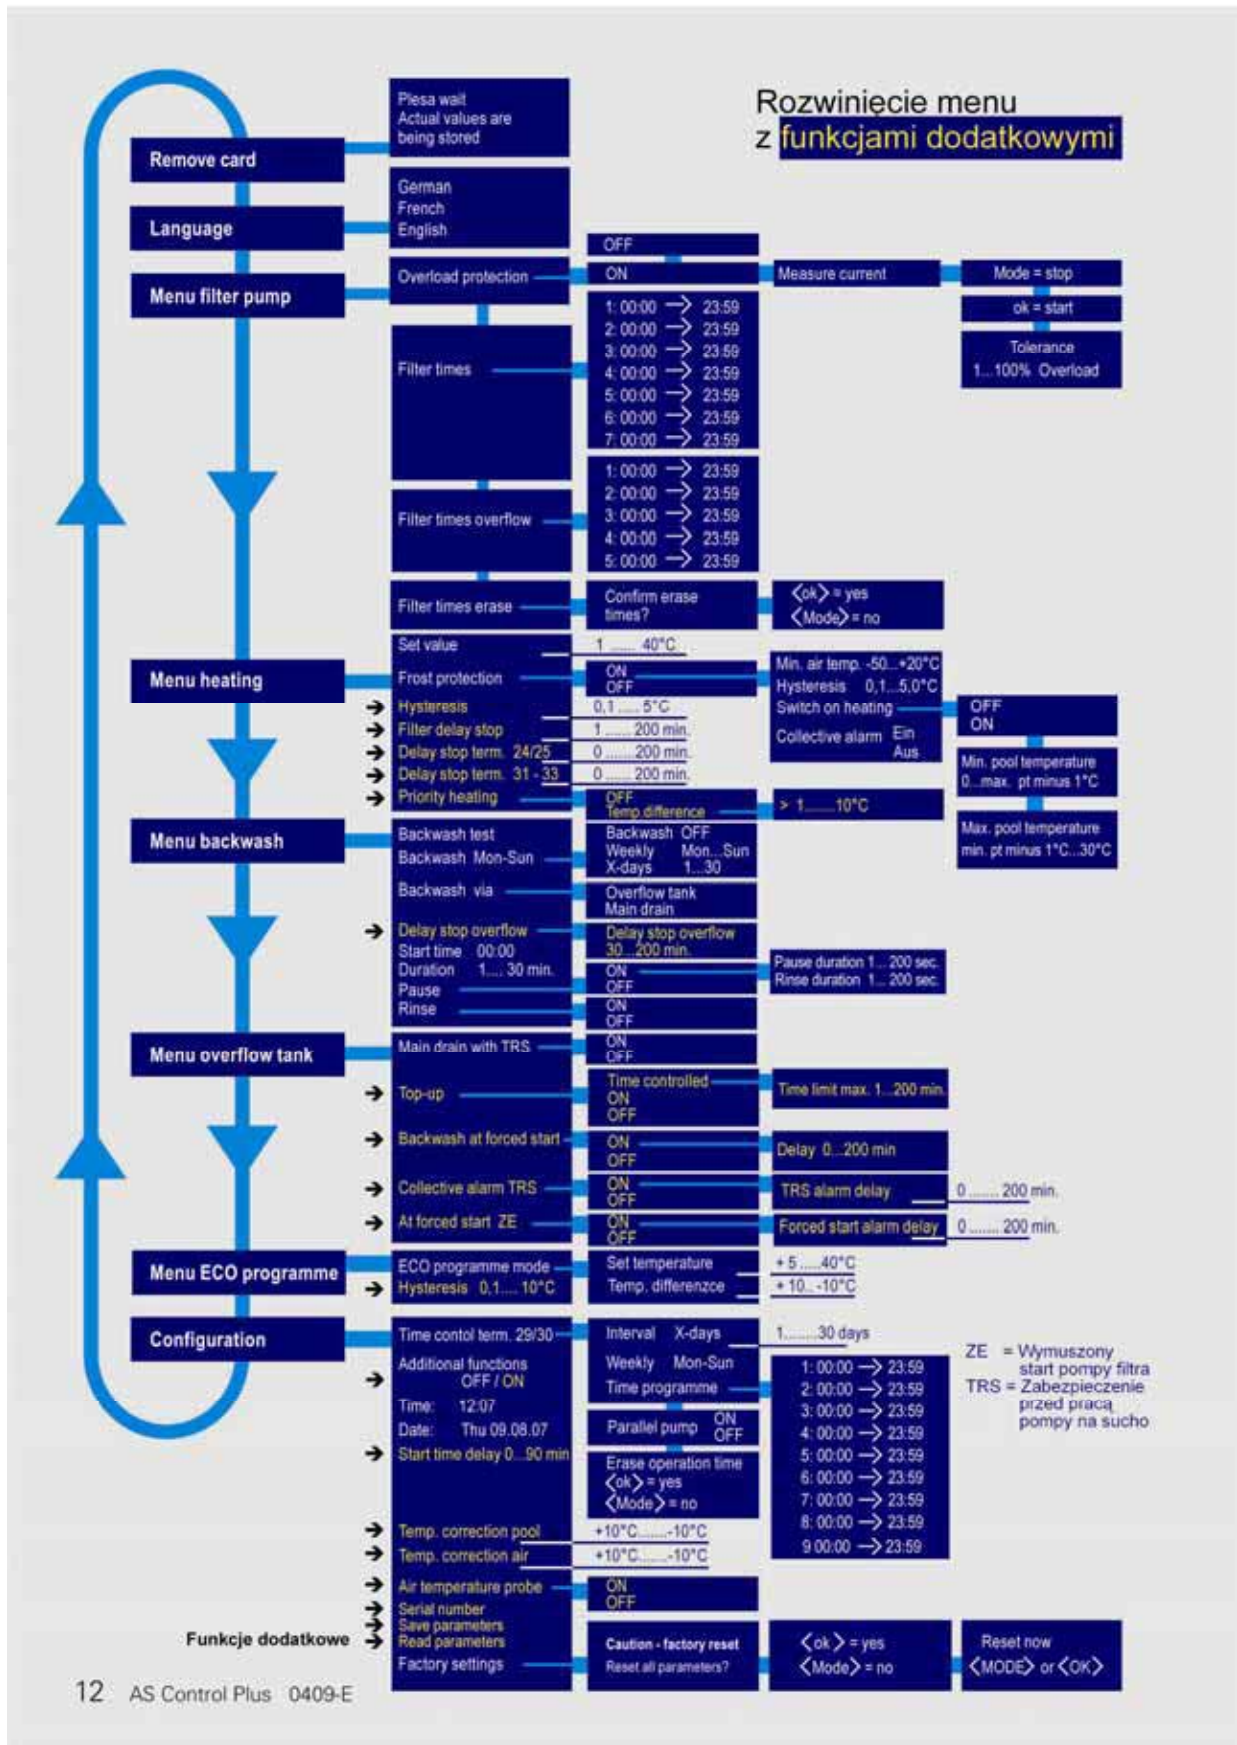 Rozwinięcie menu
z funkcjami dodatkowymi
Remove card
Plesa wait
Actual values are
being stored
Language
German
French
English
Menu filter pump
Overload protection
OFF
ON
Measure current
Mode = stop
ok = start
Tolerance
1...100% Overload
Filter times
1: 00:00 → 23:59
2: 00:00 → 23:59
3: 00:00 → 23:59
4: 00:00 → 23:59
5: 00:00 → 23:59
6: 00:00 → 23:59
7: 00:00 → 23:59
Filter times overflow
1: 00:00 → 23:59
2: 00:00 → 23:59
3: 00:00 → 23:59
4: 00:00 → 23:59
5: 00:00 → 23:59
Filter times erase
Confirm erase
times?
<ok> = yes
<Mode> = no
Menu heating
Set value 1 ...... 40°C
Frost protection
ON
OFF
Min. air temp. -50...+20°C
Hysteresis 0,1...5,0°C
Switch on heating
Collective alarm Ein
Aus
OFF
ON
Min. pool temperature
0...max. pt minus 1°C
Max. pool temperature
min. pt minus 1°C...30°C
→ Hysteresis 0,1 ..... 5°C
→ Filter delay stop 1 ...... 200 min.
→ Delay stop term. 24/25 0 ...... 200 min.
→ Delay stop term. 31 - 33 0 ...... 200 min.
→ Priority heating
OFF
Temp difference
> 1......10°C
Menu backwash
Backwash test
Backwash Mon-Sun
Backwash OFF
Weekly Mon...Sun
X-days 1...30
Backwash via
Overflow tank
Main drain
→ Delay stop overflow
Delay stop overflow
30...200 min.
Start time 00:00
Duration 1.... 30 min.
Pause
ON
OFF
Pause duration 1... 200 sec.
Rinse duration 1... 200 sec.
Rinse
ON
OFF
Menu overflow tank
Main drain with TRS
ON
OFF
→ Top-up
Time controlled
ON
OFF
Time limit max. 1...200 min.
→ Backwash at forced start
ON
OFF
Delay 0...200 min
→ Collective alarm TRS
ON
OFF
TRS alarm delay 0 ....... 200 min.
→ At forced start ZE
ON
OFF
Forced start alarm delay 0 ....... 200 min.
Menu ECO programme
ECO programme mode
→ Hysteresis 0,1.... 10°C
Set temperature + 5 .....40°C
Temp. differenzce + 10...-10°C
Configuration
Time contol term. 29/30
Interval X-days 1........30 days
Weekly Mon-Sun
Time programme
1: 00:00 → 23:59
2: 00:00 → 23:59
3: 00:00 → 23:59
4: 00:00 → 23:59
5: 00:00 → 23:59
6: 00:00 → 23:59
7: 00:00 → 23:59
8: 00:00 → 23:59
9 00:00 → 23:59
ZE = Wymuszony
start pompy filtra
TRS = Zabezpieczenie
przed pracą
pompy na sucho
Additional functions
→ OFF / ON
Time: 12:07
Date: Thu 09.08.07
Parallel pump ON
OFF
→ Start time delay 0...90 min
Erase operation time
<ok> = yes
<Mode> = no
→ Temp. correction pool +10°C.......-10°C
→ Temp. correction air +10°C.......-10°C
→ Air temperature probe
ON
OFF
→ Serial number
→ Save parameters
Funkcje dodatkowe → Read parameters
Factory settings
Caution - factory reset
Reset all parameters?
<ok> = yes
<Mode> = no
Reset now
<MODE> or <OK>
12 AS Control Plus 0409-E